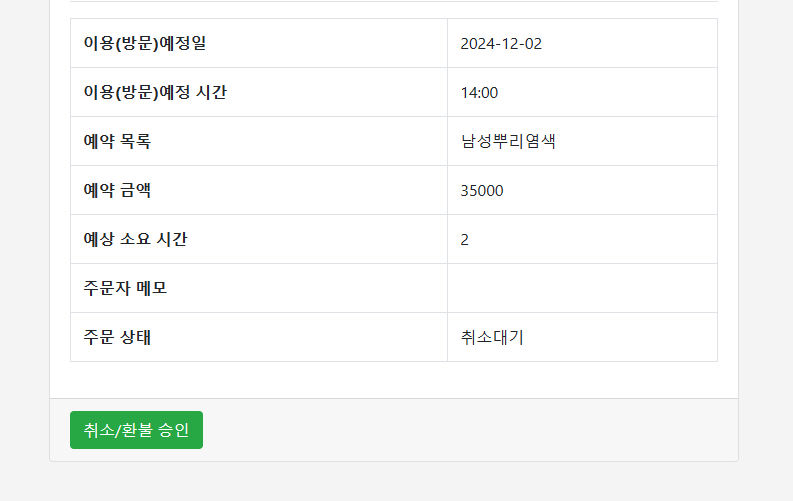 이용(방문)예정일 2024-12-02
이용(방문)예정 시간 14:00
예약 목록 남성뿌리염색
예약 금액 35000
예상 소요 시간 2
주문자 메모
주문 상태 취소대기
취소/환불 승인